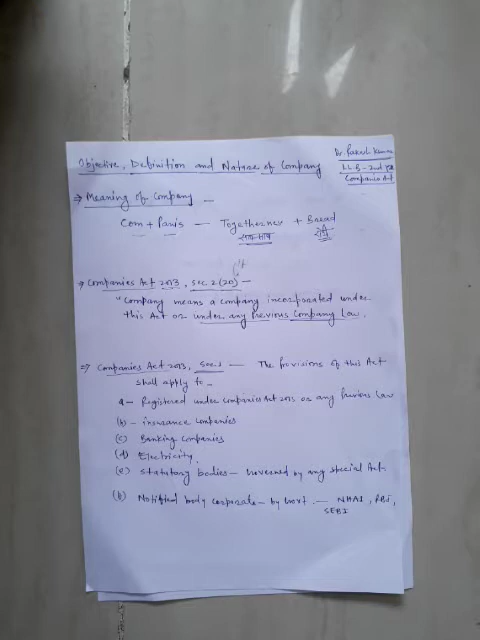 Objective, Definition and Nature of Company
Dr. Rakesh Kumar
LL.B - 2nd
Companies Act
⇒ Meaning of Company —
Com + Panis — Togetherness + Bread
साथ-साथ रोटी
⇒ Companies Act 2013, Sec. 2(20) —
"Company means a company incorporated under
this Act or under any Previous Company Law.
⇒ Companies Act 2013, Sec. 1 — The Provisions of this Act
shall apply to —
a — Registered under Companies Act 2013 or any Previous Law
(b) — insurance companies
(c) Banking Companies
(d) Electricity.
(e) Statutory bodies — Governed by any special Act.
(f) Notified body corporate — by Govt. — NHAI, RBI,
SEBI